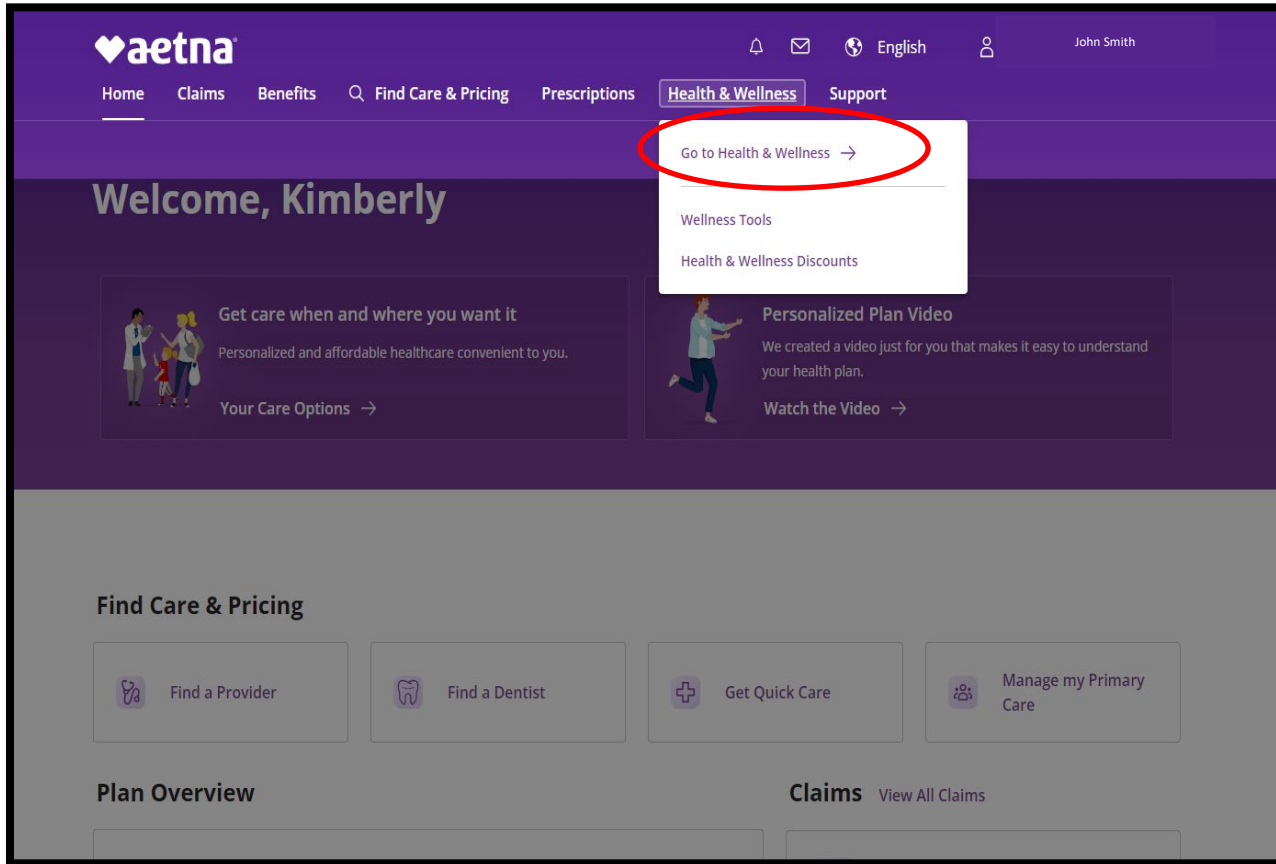 aetna
English
John Smith
Home Claims Benefits Find Care & Pricing Prescriptions Health & Wellness Support
Go to Health & Wellness →
Wellness Tools
Health & Wellness Discounts
Welcome, Kimberly
Get care when and where you want it
Personalized and affordable healthcare convenient to you.
Your Care Options →
Personalized Plan Video
We created a video just for you that makes it easy to understand
your health plan.
Watch the Video →
Find Care & Pricing
Find a Provider
Find a Dentist
Get Quick Care
Manage my Primary
Care
Plan Overview
Claims View All Claims